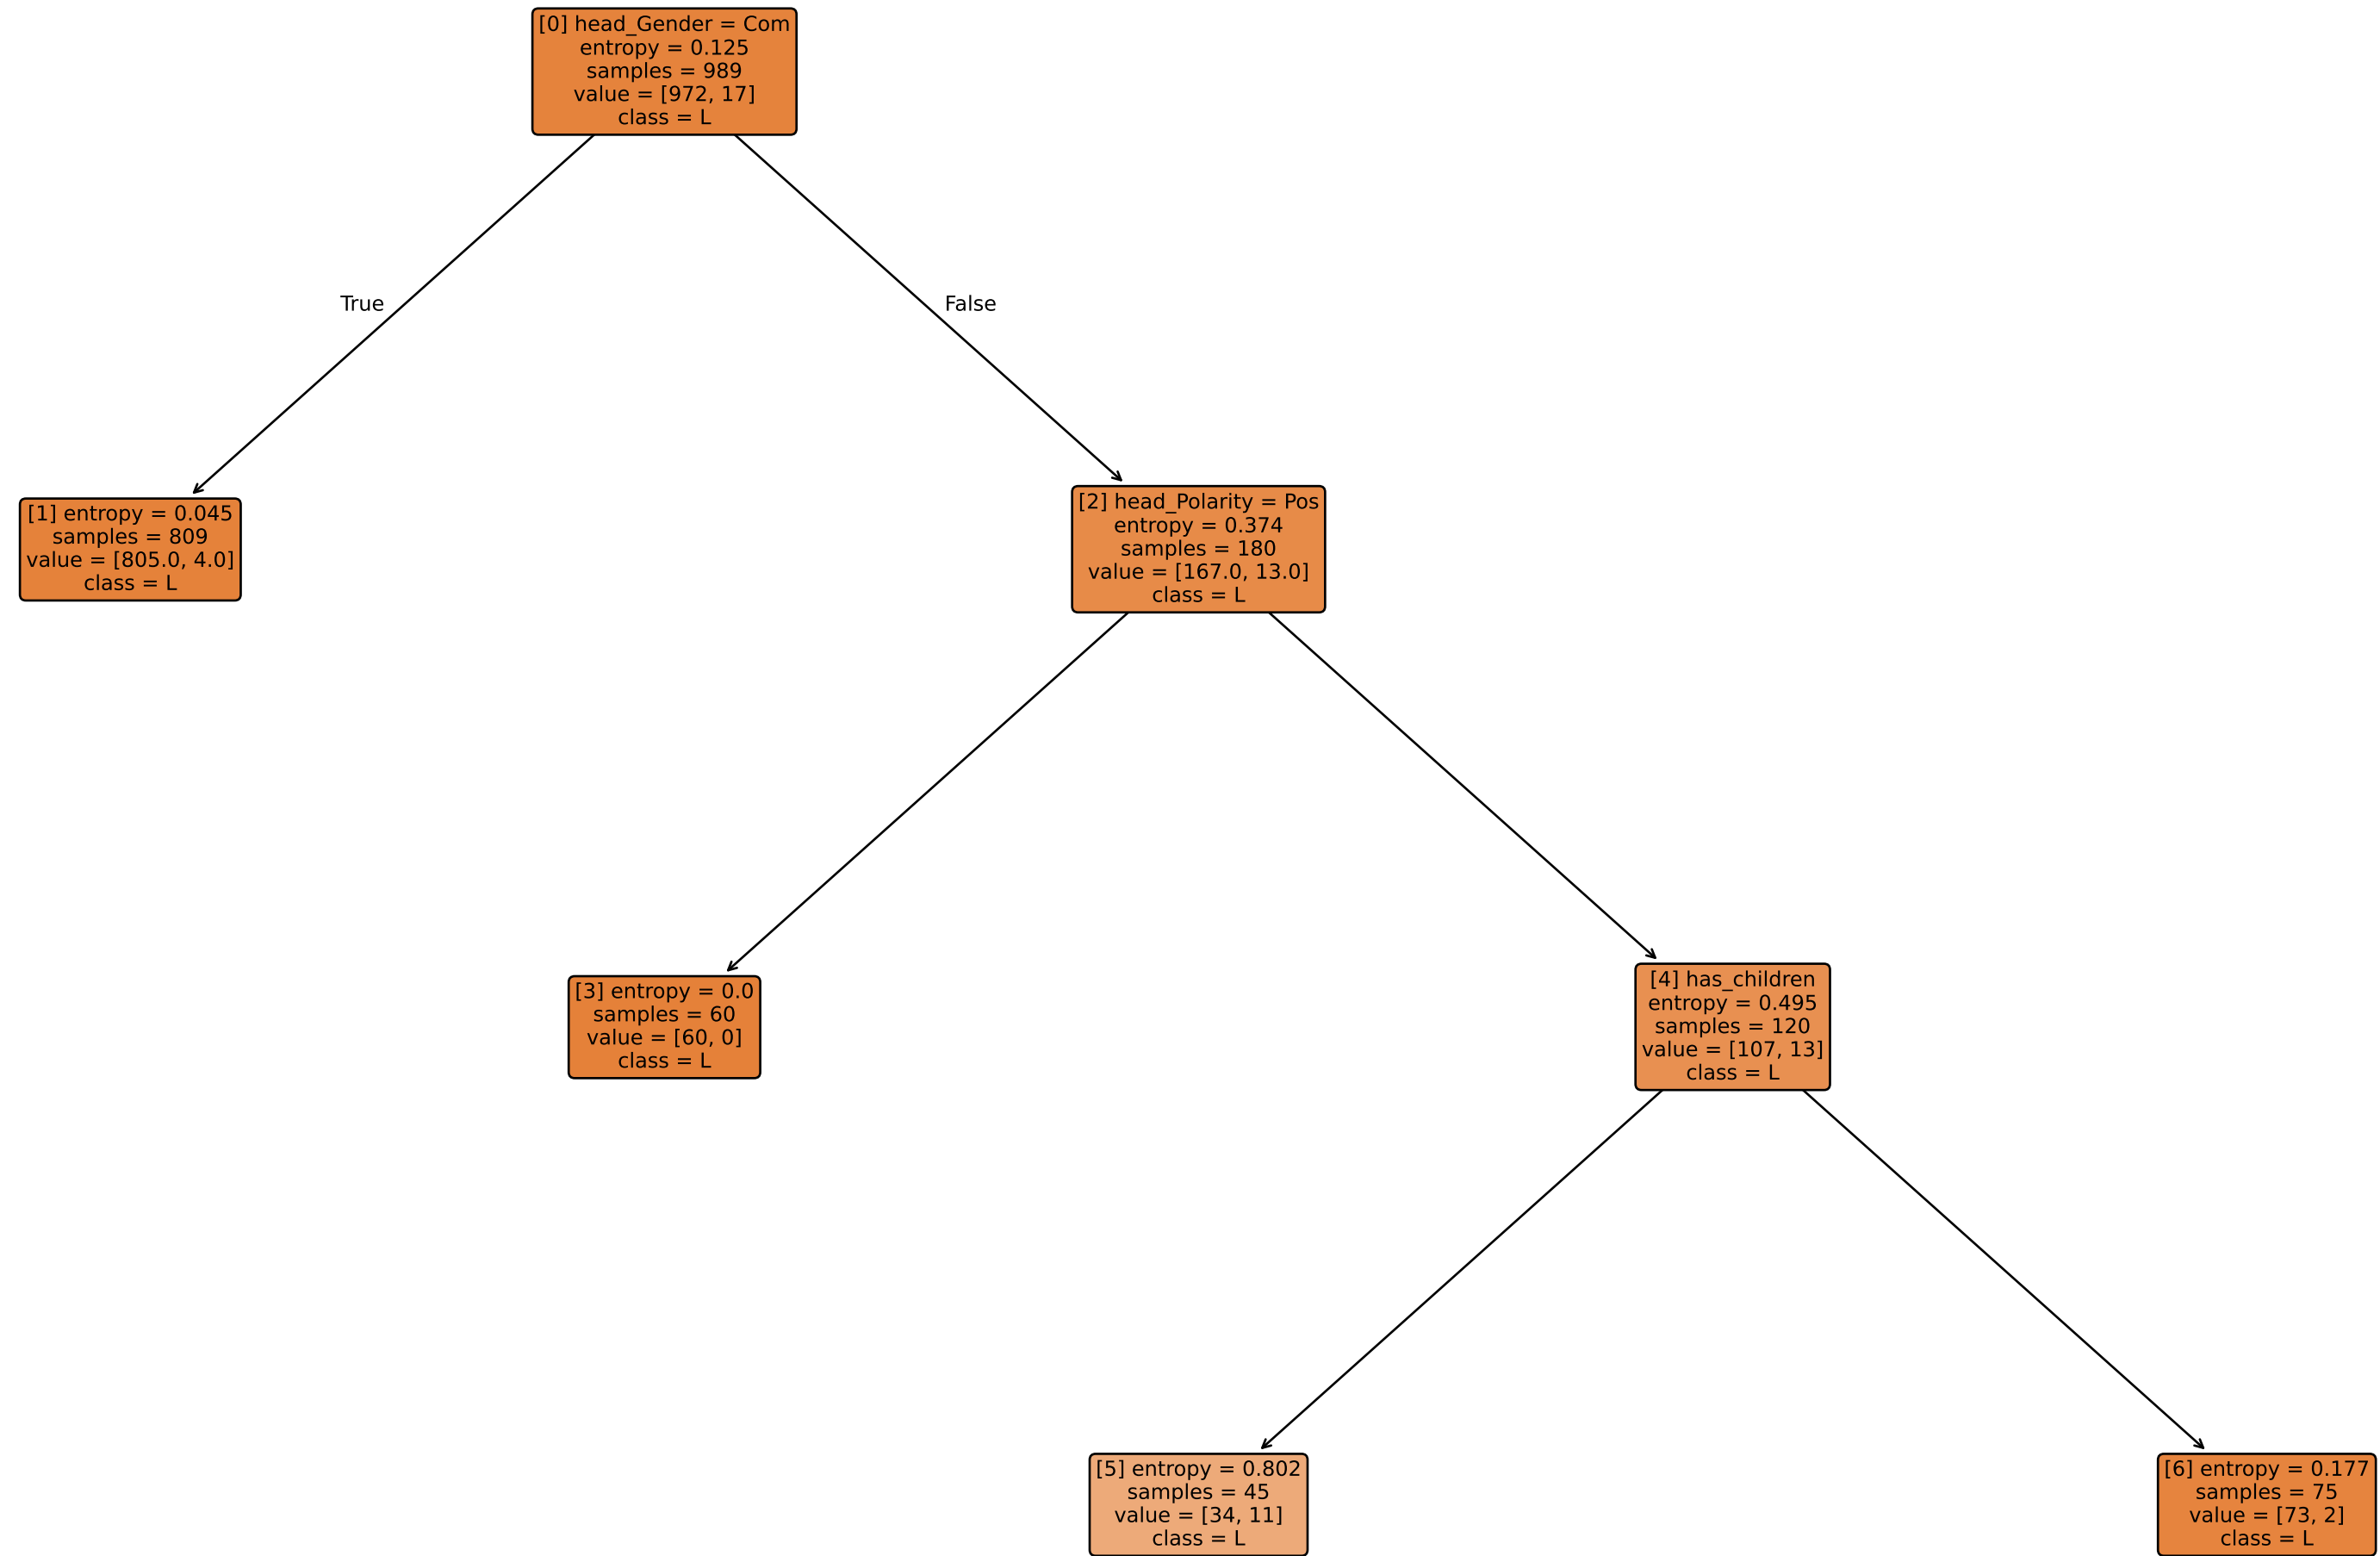 [0] head_Gender = Com
entropy = 0.125
samples = 989
value = [972, 17]
class = L
True
False
[1] entropy = 0.045
samples = 809
value = [805.0, 4.0]
class = L
[2] head_Polarity = Pos
entropy = 0.374
samples = 180
value = [167.0, 13.0]
class = L
[3] entropy = 0.0
samples = 60
value = [60, 0]
class = L
[4] has_children
entropy = 0.495
samples = 120
value = [107, 13]
class = L
[5] entropy = 0.802
samples = 45
value = [34, 11]
class = L
[6] entropy = 0.177
samples = 75
value = [73, 2]
class = L